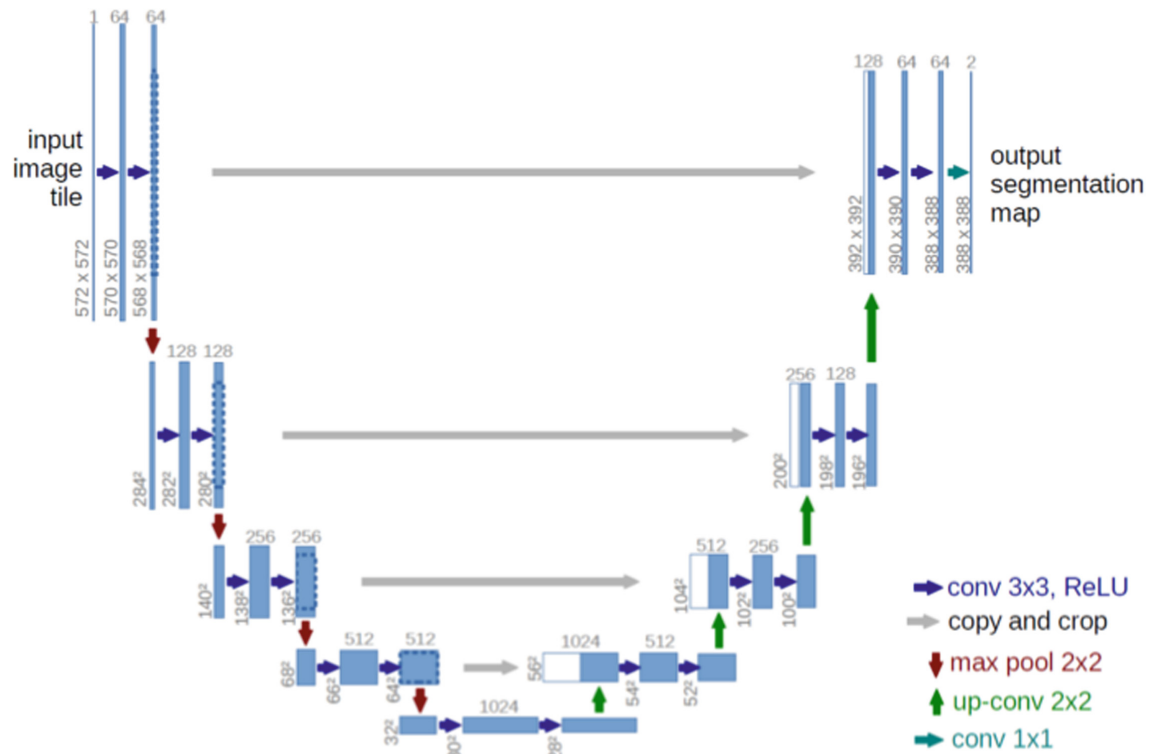 1 64 64
input
image
tile
572 x 572
570 x 570
568 x 568
128 64 64 2
output
segmentation
map
392 x 392
390 x 390
388 x 388
388 x 388
128 128
284²
282²
280²
256 128
200²
198²
196²
256 256
140²
138²
136²
512 256
104²
102²
100²
512 512
68²
66²
64²
1024 512
56²
54²
52²
1024
32²
conv 3x3, ReLU
copy and crop
max pool 2x2
up-conv 2x2
conv 1x1